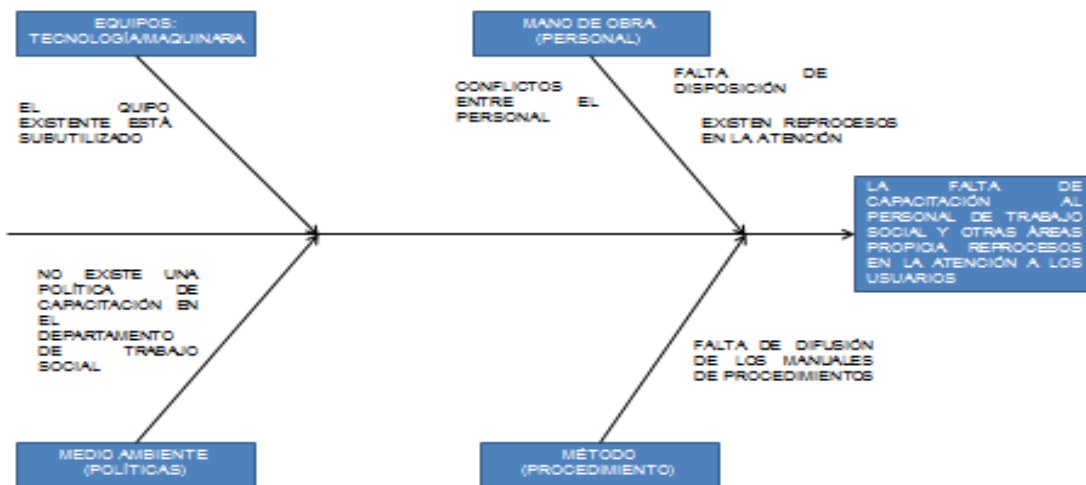 EQUIPOS:
TECNOLOGÍA/MAQUINARIA
MANO DE OBRA
(PERSONAL)
EL QUIPO
EXISTENTE ESTÁ
SUBUTILIZADO
CONFLICTOS
ENTRE EL
PERSONAL
FALTA DE
DISPOSICIÓN
EXISTEN REPROCESOS
EN LA ATENCIÓN
LA FALTA DE
CAPACITACIÓN AL
PERSONAL DE TRABAJO
SOCIAL Y OTRAS ÁREAS
PROPICIA REPROCESOS
EN LA ATENCIÓN A LOS
USUARIOS
NO EXISTE UNA
POLÍTICA DE
CAPACITACIÓN EN
EL
DEPARTAMENTO
DE TRABAJO
SOCIAL
FALTA DE DIFUSIÓN
DE LOS MANUALES
DE PROCEDIMIENTOS
MEDIO AMBIENTE
(POLÍTICAS)
MÉTODO
(PROCEDIMIENTO)